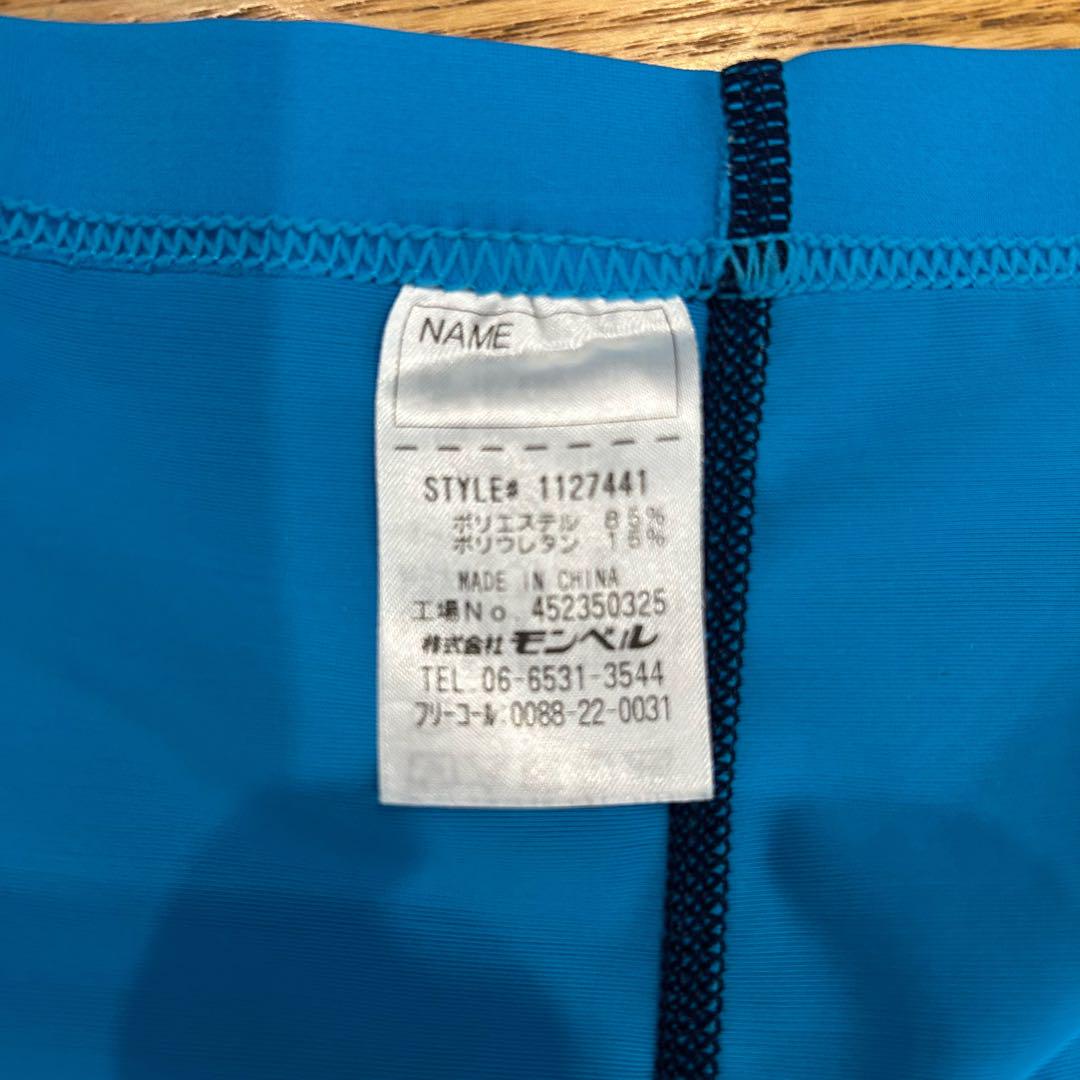 NAME
STYLE# 1127441
ポリエステル 85%
ポリウレタン 15%
MADE IN CHINA
工場No. 452350325
株式会社 モンベル
TEL.06-6531-3544
フリーコール:0088-22-0031